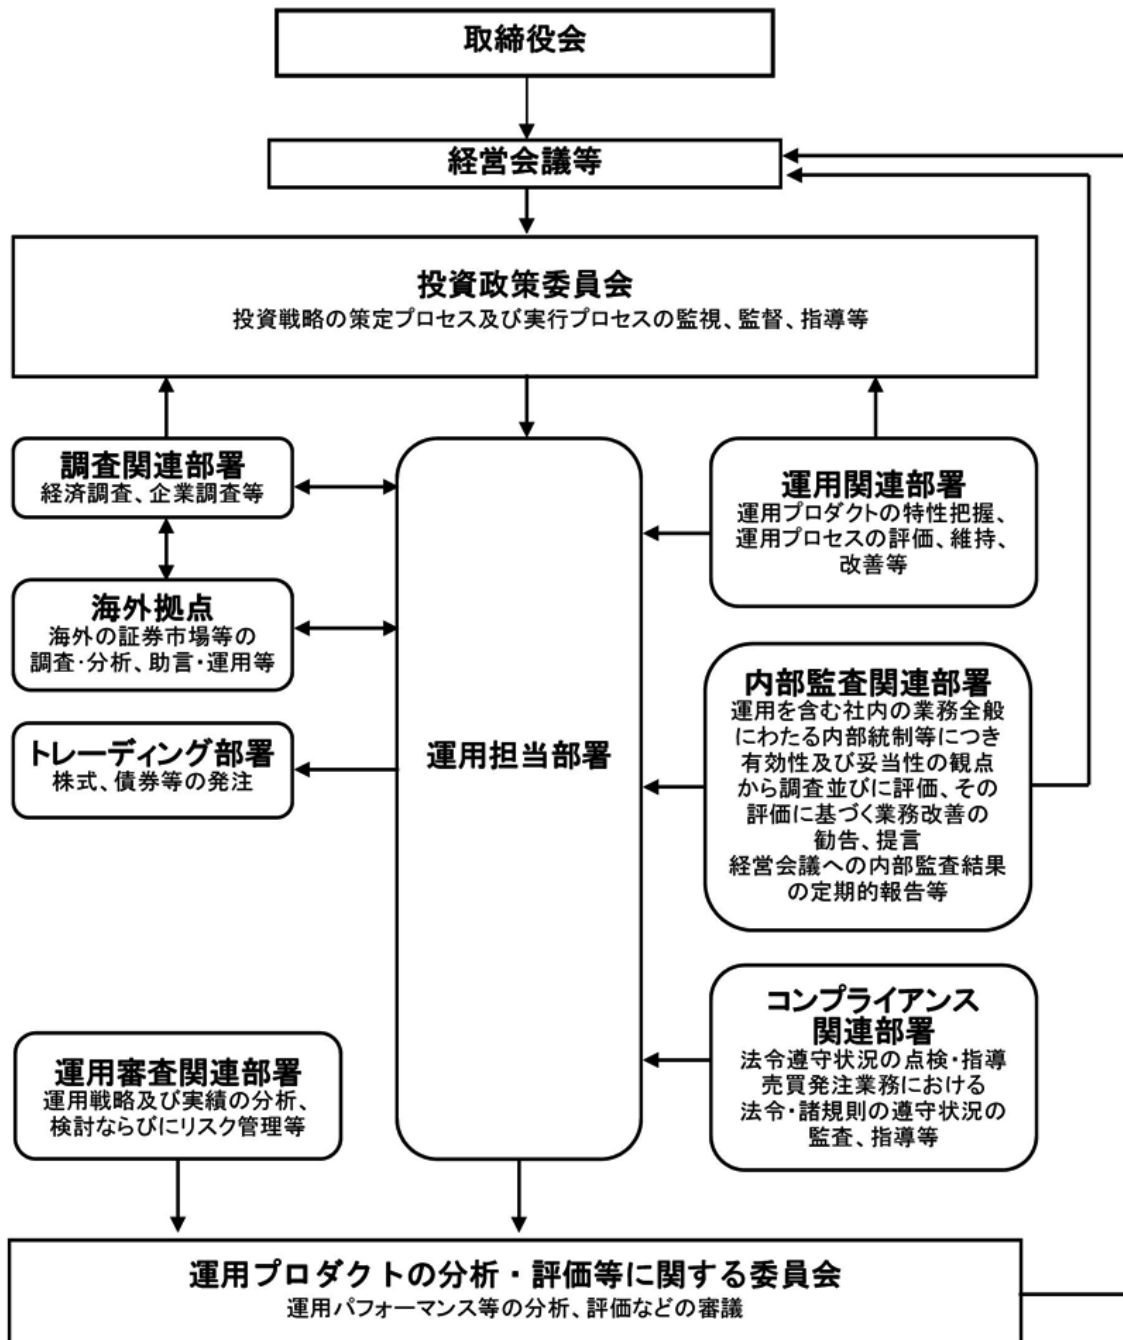 取締役会
経営会議等
投資政策委員会
投資戦略の策定プロセス及び実行プロセスの監視、監督、指導等
調査関連部署
経済調査、企業調査等
海外拠点
海外の証券市場等の
調査・分析、助言・運用等
トレーディング部署
株式、債券等の発注
運用審査関連部署
運用戦略及び実績の分析、
検討ならびにリスク管理等
運用担当部署
運用関連部署
運用プロダクトの特性把握、
運用プロセスの評価、維持、
改善等
内部監査関連部署
運用を含む社内の業務全般
にわたる内部統制等につき
有効性及び妥当性の観点
から調査並びに評価、その
評価に基づく業務改善の
勧告、提言
経営会議への内部監査結果
の定期的報告等
コンプライアンス
関連部署
法令遵守状況の点検・指導
売買発注業務における
法令・諸規則の遵守状況の
監査、指導等
運用プロダクトの分析・評価等に関する委員会
運用パフォーマンス等の分析、評価などの審議